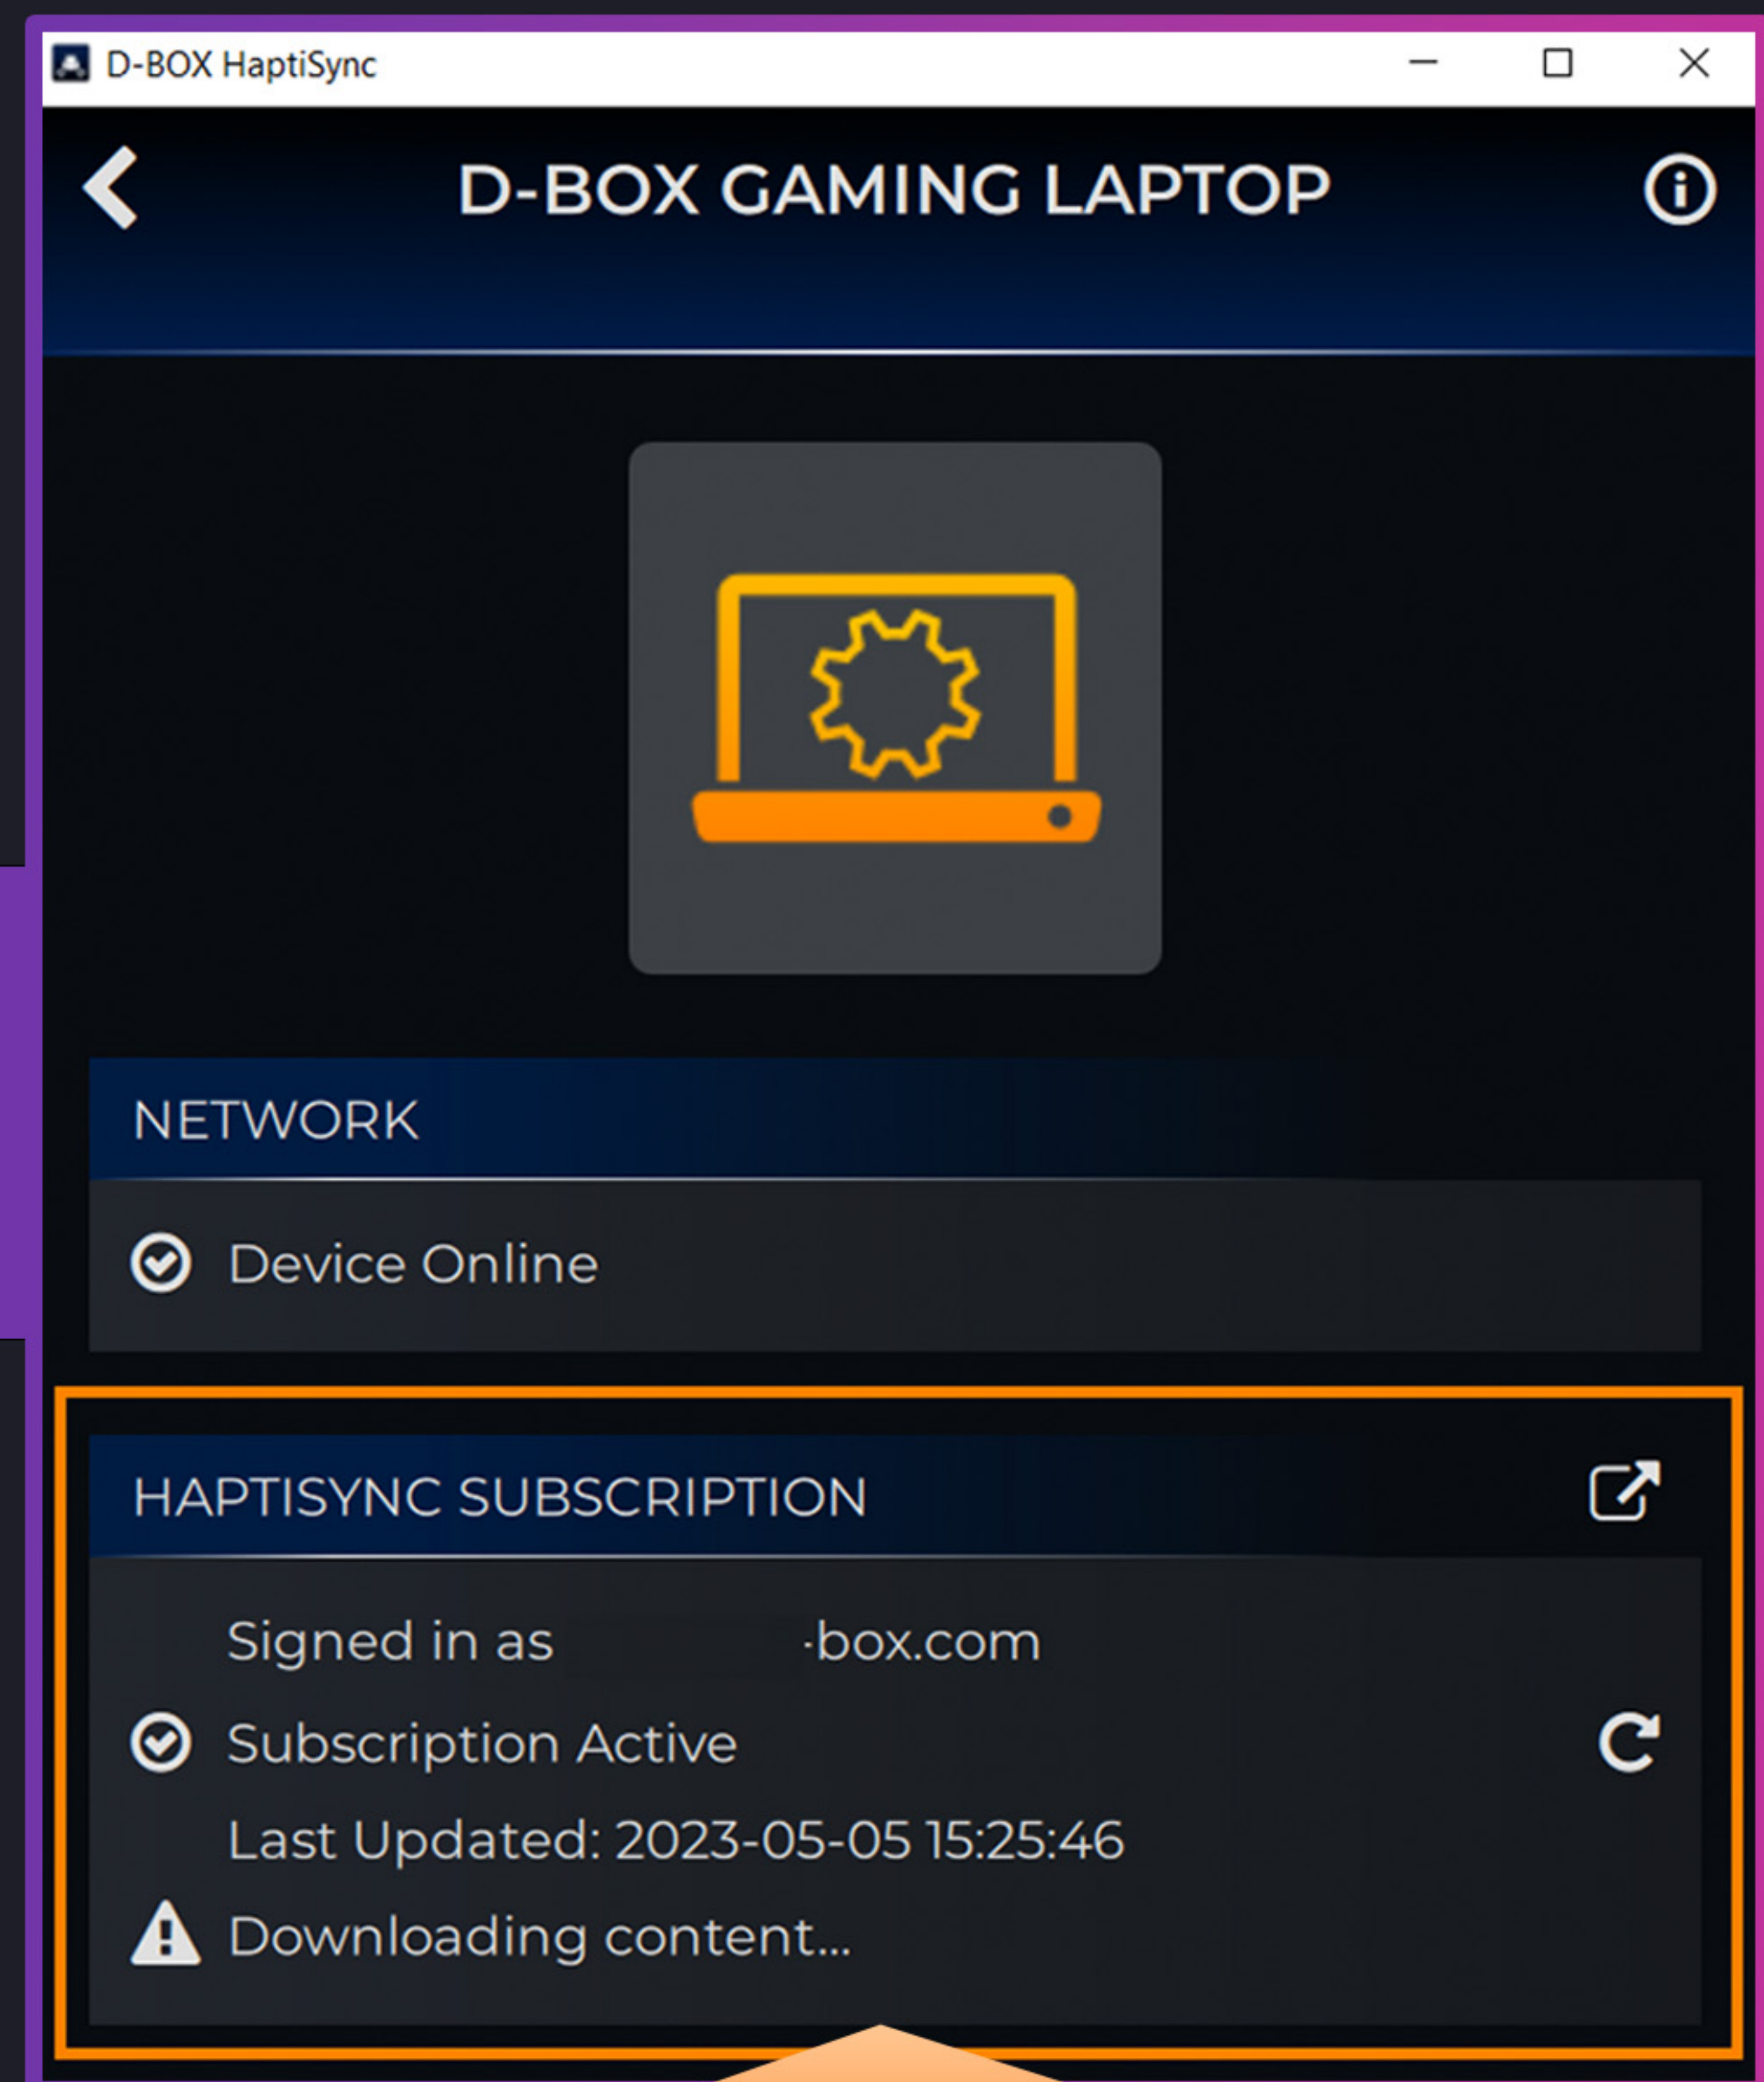 D-BOX HaptiSync
D-BOX GAMING LAPTOP
NETWORK
Device Online
HAPTISYNC SUBSCRIPTION
Signed in as -box.com
Subscription Active
Last Updated: 2023-05-05 15:25:46
Downloading content...